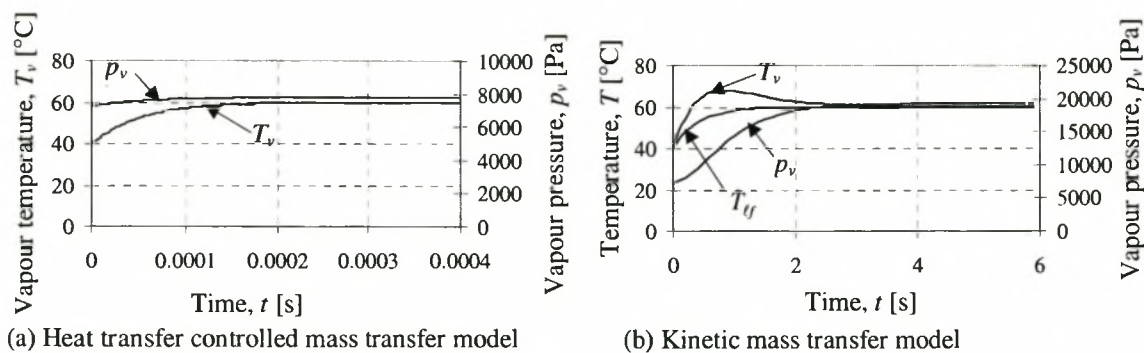 Vapour temperature, T_v [°C]
80
60
40
20
0
p_v
T_v
10000
8000
6000
4000
2000
0
Vapour pressure, p_v [Pa]
0 0.0001 0.0002 0.0003 0.0004
Time, t [s]
(a) Heat transfer controlled mass transfer model
Temperature, T [°C]
80
60
40
20
0
T_v
p_v
T_lf
25000
20000
15000
10000
5000
0
Vapour pressure, p_v [Pa]
0 2 4 6
Time, t [s]
(b) Kinetic mass transfer model